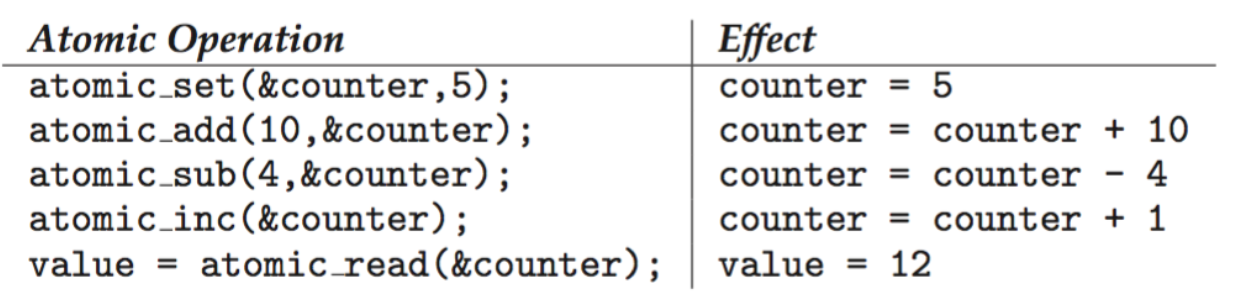 Atomic Operation Effect
atomic_set(&counter,5); counter = 5
atomic_add(10,&counter); counter = counter + 10
atomic_sub(4,&counter); counter = counter - 4
atomic_inc(&counter); counter = counter + 1
value = atomic_read(&counter); value = 12